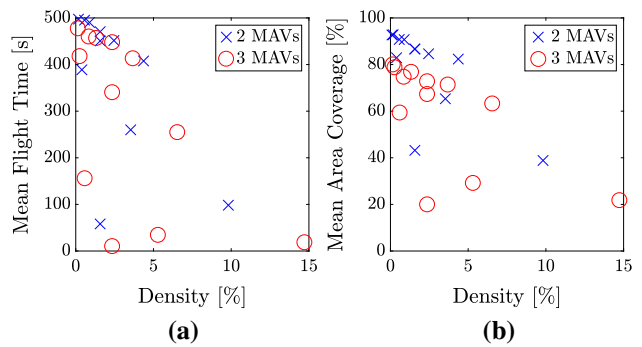 Mean Flight Time [s]
500
400
300
200
100
0
0 5 10 15
Density [%]
2 MAVs
3 MAVs
(a)
Mean Area Coverage [%]
100
80
60
40
20
0
0 5 10 15
Density [%]
2 MAVs
3 MAVs
(b)